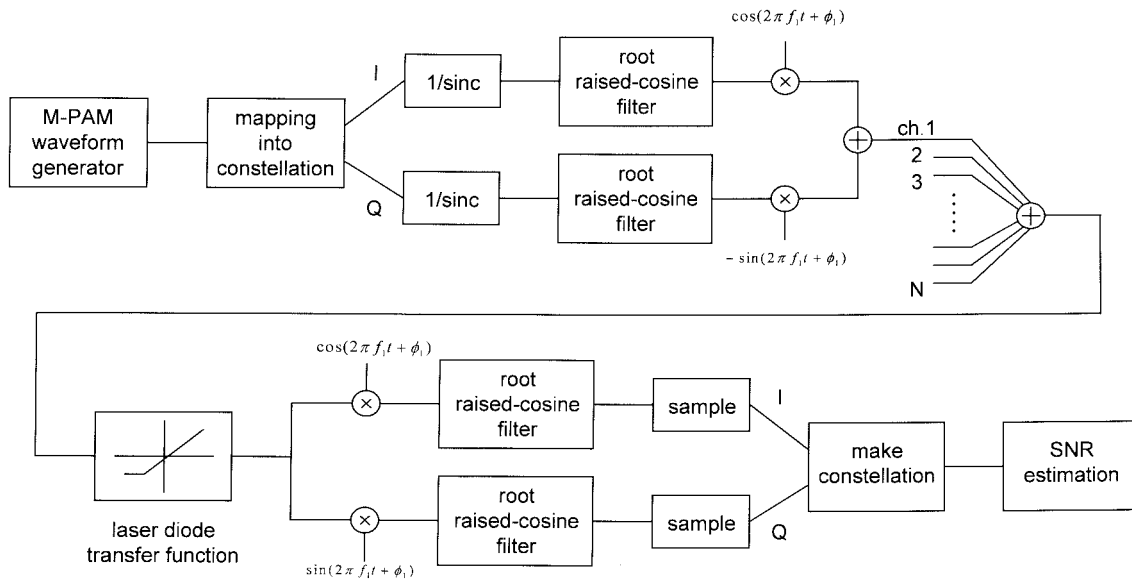 M-PAM
waveform
generator
mapping
into
constellation
I
Q
1/sinc
1/sinc
root
raised-cosine
filter
root
raised-cosine
filter
cos(2π f₁t + ϕ₁)
×
×
− sin(2π f₁t + ϕ₁)
+
ch.1
2
3
N
+
laser diode
transfer function
cos(2π f₁t + ϕ₁)
×
×
sin(2π f₁t + ϕ₁)
root
raised-cosine
filter
root
raised-cosine
filter
sample
sample
I
Q
make
constellation
SNR
estimation